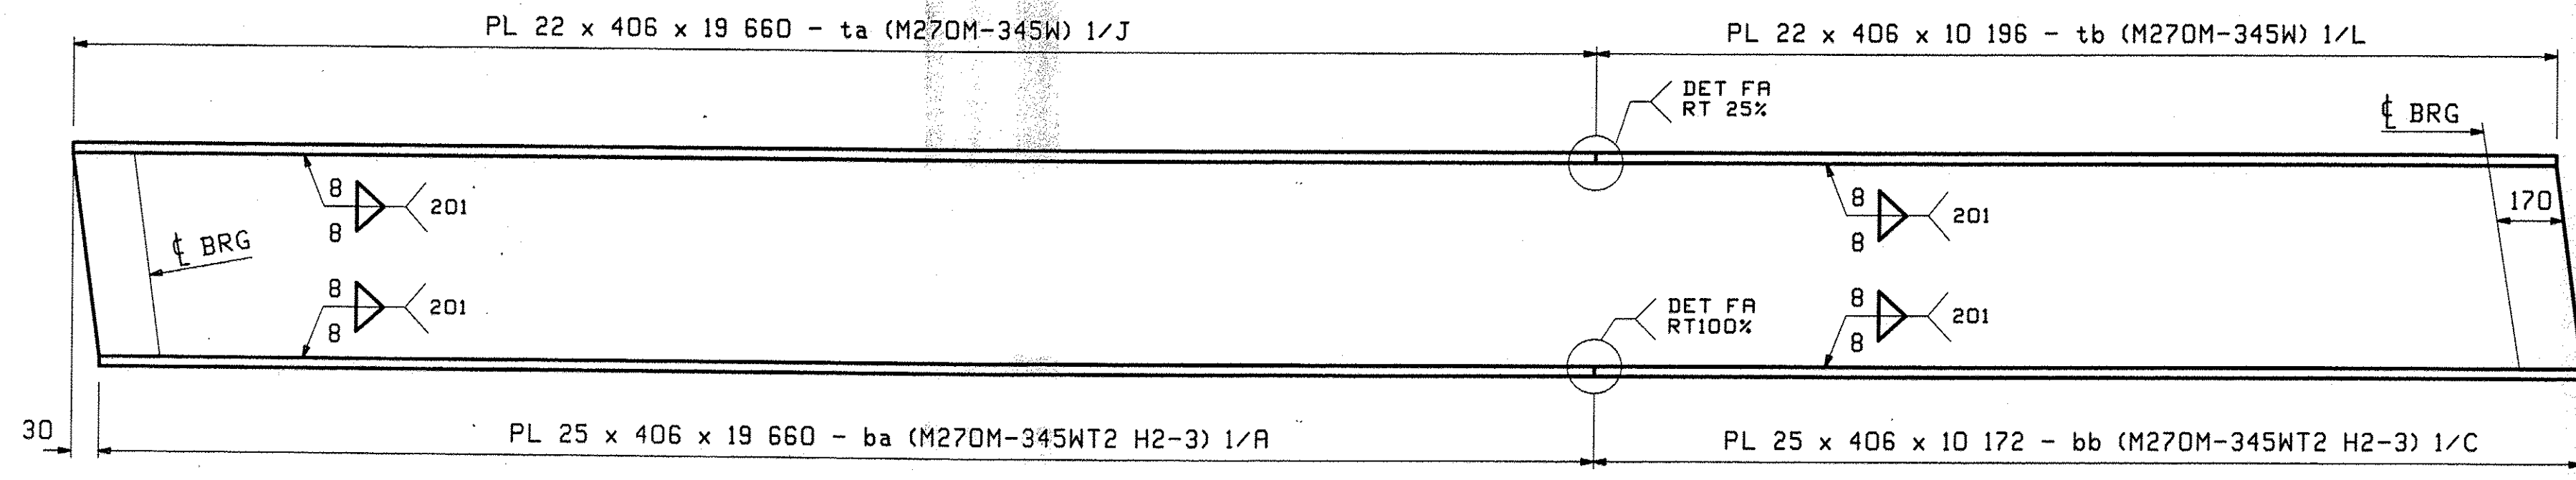 PL 22 x 406 x 19 660 - ta (M270M-345W) 1/J
PL 22 x 406 x 10 196 - tb (M270M-345W) 1/L
DET FA
RT 25%
℄ BRG
8
8
201
8
8
201
170
℄ BRG
8
8
201
DET FA
RT100%
8
8
201
30
PL 25 x 406 x 19 660 - ba (M270M-345WT2 H2-3) 1/A
PL 25 x 406 x 10 172 - bb (M270M-345WT2 H2-3) 1/C